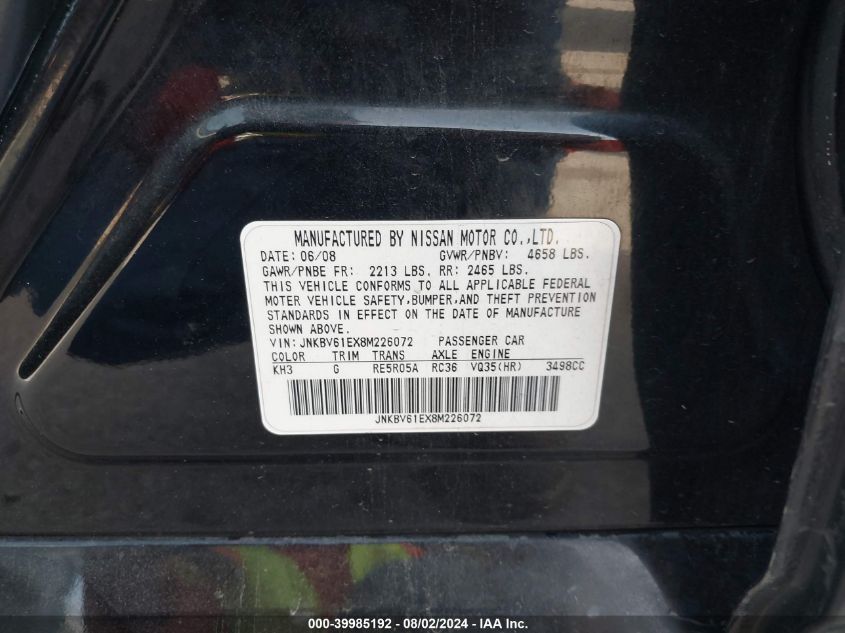 MANUFACTURED BY NISSAN MOTOR CO.,LTD.
DATE: 06/08 GVWR/PNBV: 4658 LBS.
GAWR/PNBE FR: 2213 LBS. RR: 2465 LBS.
THIS VEHICLE CONFORMS TO ALL APPLICABLE FEDERAL
MOTER VEHICLE SAFETY,BUMPER,AND THEFT PREVENTION
STANDARDS IN EFFECT ON THE DATE OF MANUFACTURE
SHOWN ABOVE.
VIN: JNKBV61EX8M226072 PASSENGER CAR
COLOR TRIM TRANS AXLE ENGINE
KH3 G RE5R05A RC36 VQ35(HR) 3498CC
JNKBV61EX8M226072
000-39985192 - 08/02/2024 - IAA Inc.